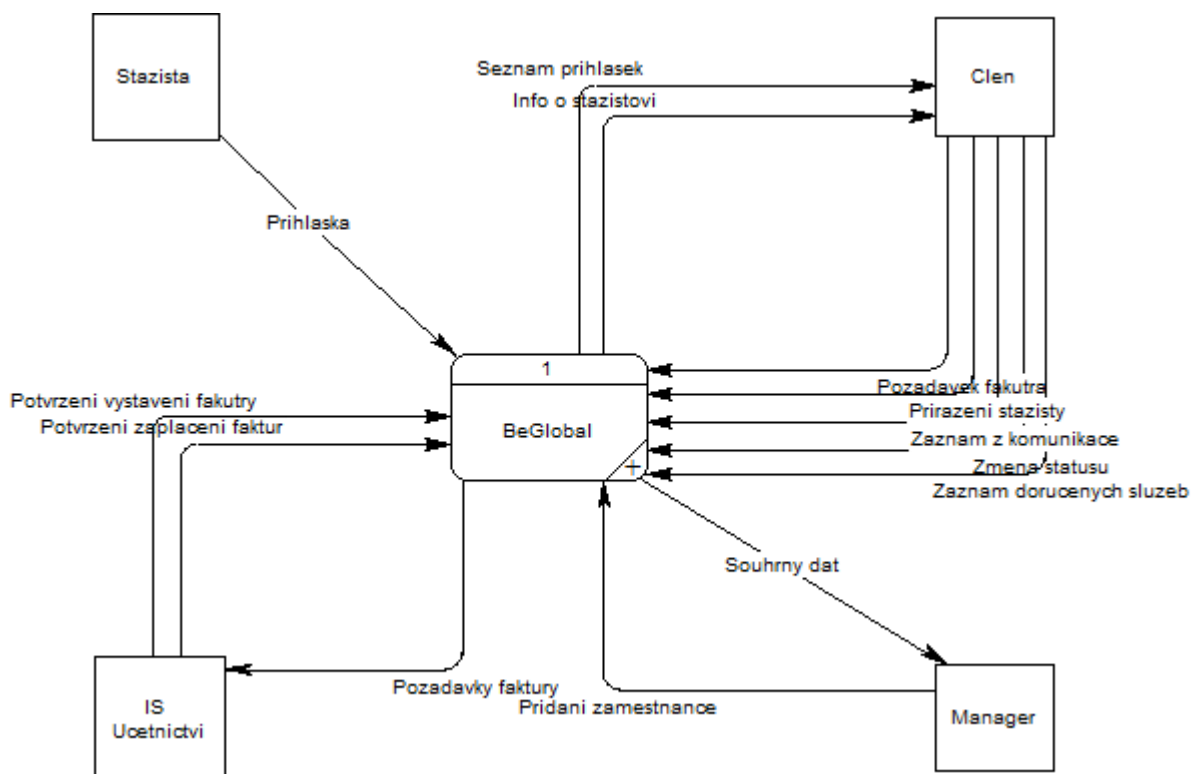 Stazista
Seznam prihlasek
Clen
Info o stazistovi
Prihlaska
1
Potvrzeni vystaveni fakutry
Pozadavek fakutra
Potvrzeni zaplaceni faktur
BeGlobal
Prirazeni stazisty
Zaznam z komunikace
+
Zmena statusu
Zaznam dorucenych sluzeb
Souhrny dat
Pozadavky faktury
Pridani zamestnance
IS
Ucetnictvi
Manager